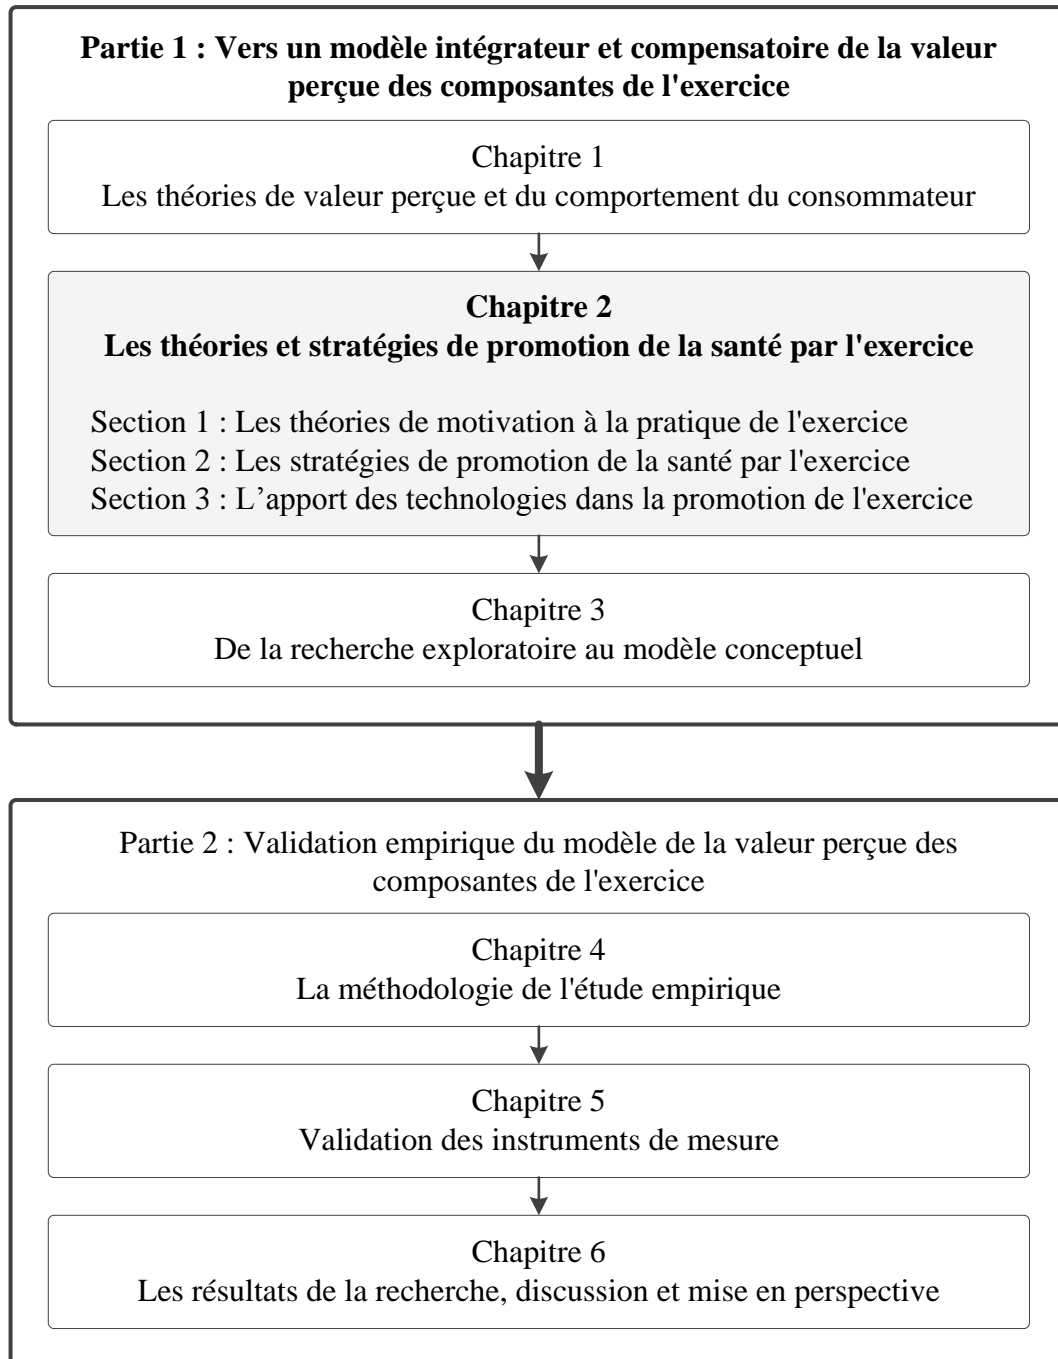 Partie 1 : Vers un modèle intégrateur et compensatoire de la valeur
perçue des composantes de l'exercice
Chapitre 1
Les théories de valeur perçue et du comportement du consommateur
Chapitre 2
Les théories et stratégies de promotion de la santé par l'exercice
Section 1 : Les théories de motivation à la pratique de l'exercice
Section 2 : Les stratégies de promotion de la santé par l'exercice
Section 3 : L’apport des technologies dans la promotion de l'exercice
Chapitre 3
De la recherche exploratoire au modèle conceptuel
Partie 2 : Validation empirique du modèle de la valeur perçue des
composantes de l'exercice
Chapitre 4
La méthodologie de l'étude empirique
Chapitre 5
Validation des instruments de mesure
Chapitre 6
Les résultats de la recherche, discussion et mise en perspective